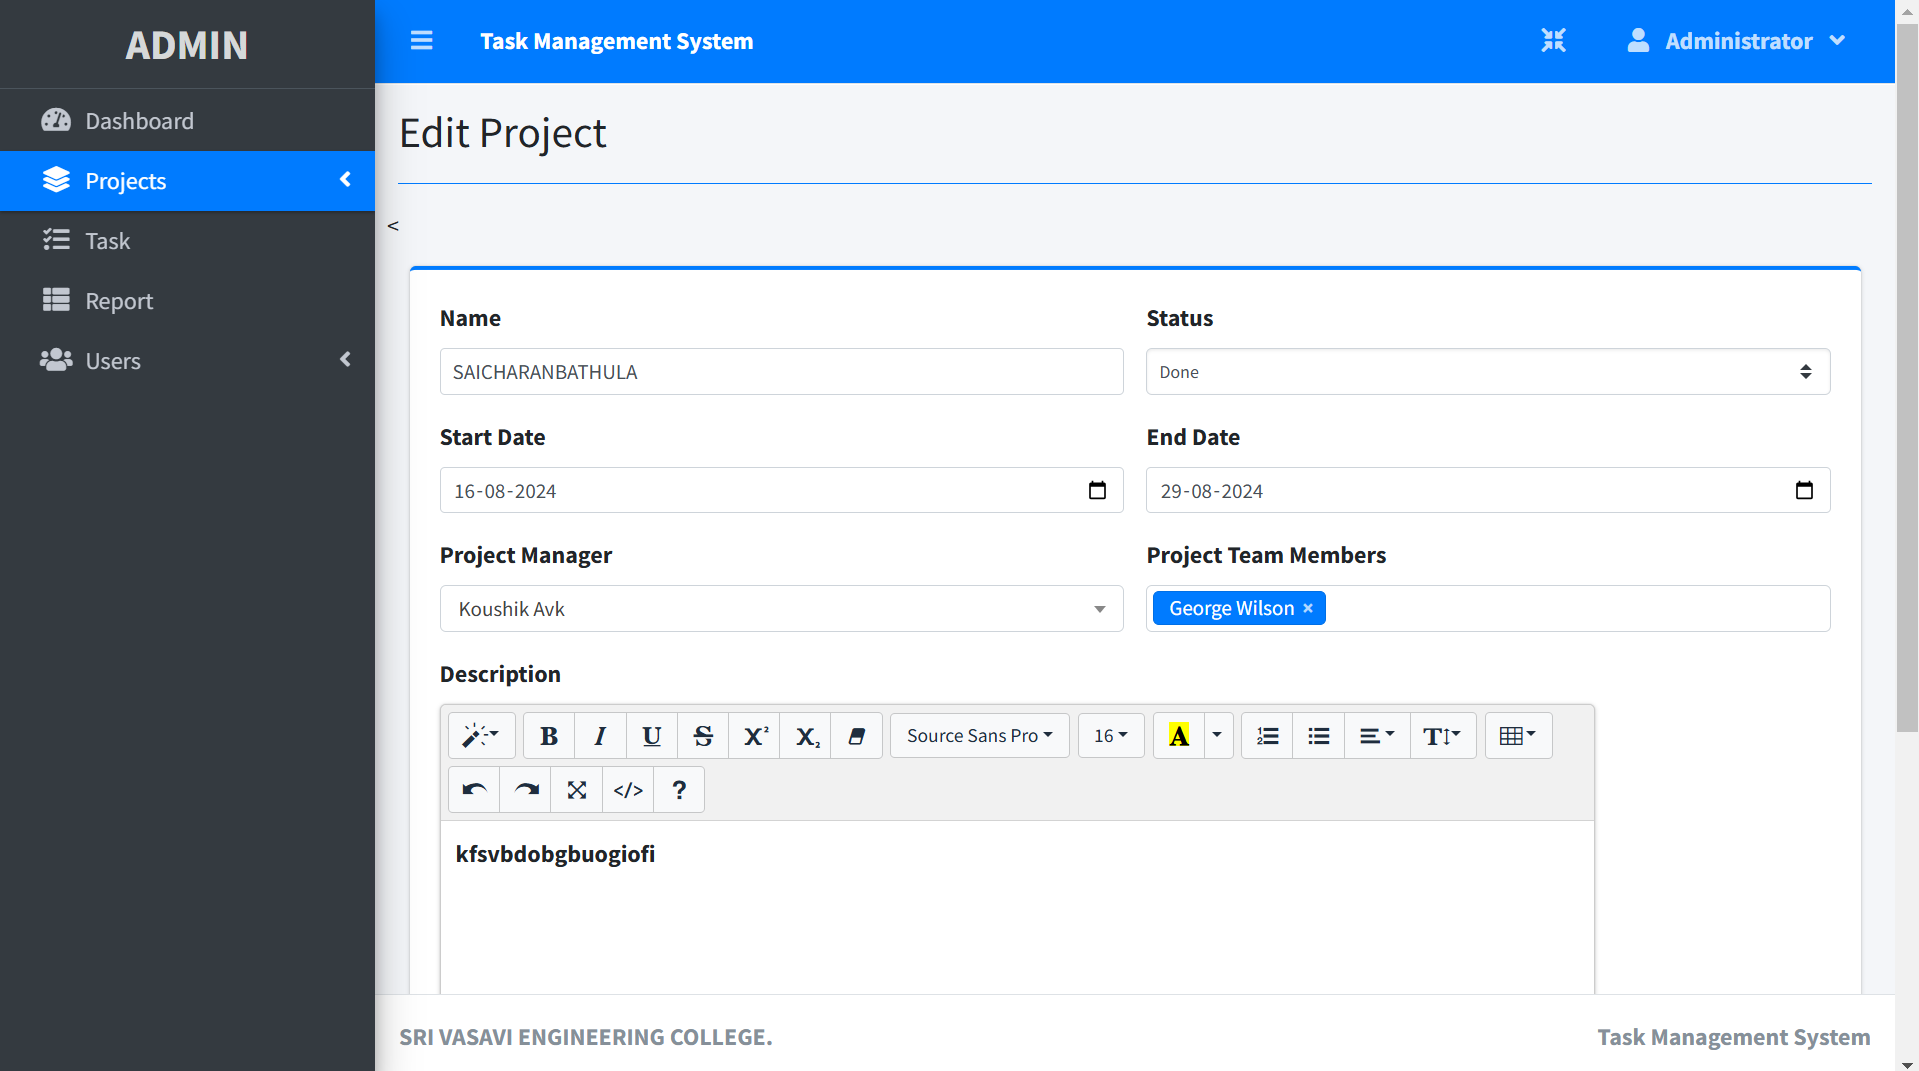 ADMIN
Task Management System
Administrator
Dashboard
Projects
Task
Report
Users
Edit Project
<
Name
Status
SAICHARANBATHULA
Done
Start Date
End Date
16-08-2024
29-08-2024
Project Manager
Project Team Members
Koushik Avk
George Wilson ×
Description
B I U S X² X₂ Source Sans Pro 16 A T
</> ?
kfsvbdobgbuogiofi
SRI VASAVI ENGINEERING COLLEGE.
Task Management System